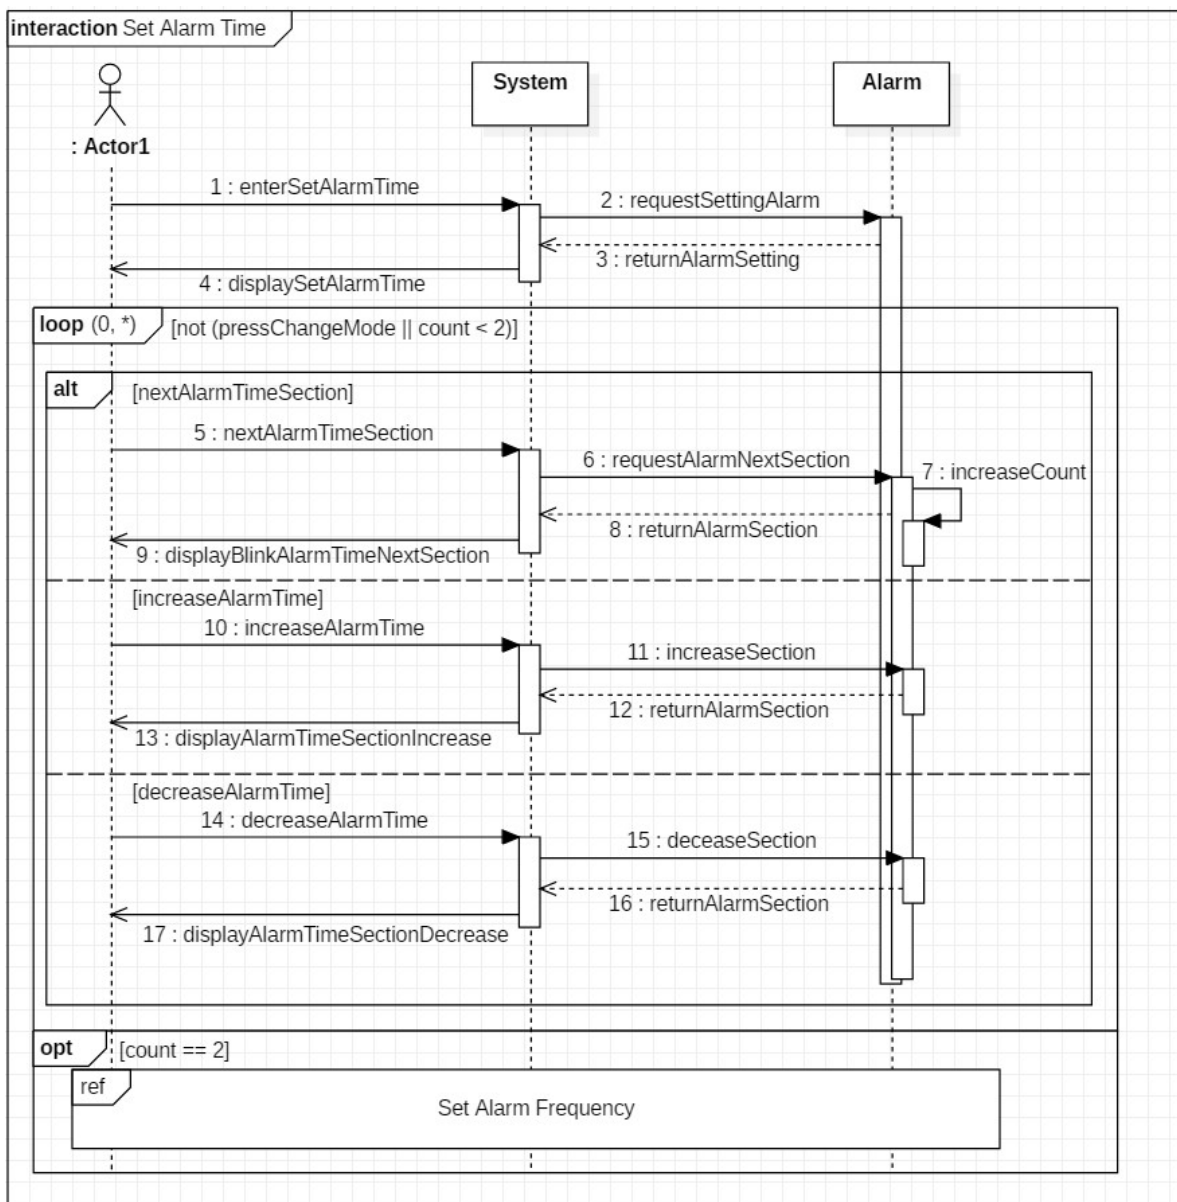 interaction Set Alarm Time
System
Alarm
: Actor1
1 : enterSetAlarmTime
2 : requestSettingAlarm
3 : returnAlarmSetting
4 : displaySetAlarmTime
loop (0, *)
[not (pressChangeMode || count < 2)]
alt
[nextAlarmTimeSection]
5 : nextAlarmTimeSection
6 : requestAlarmNextSection
7 : increaseCount
8 : returnAlarmSection
9 : displayBlinkAlarmTimeNextSection
[increaseAlarmTime]
10 : increaseAlarmTime
11 : increaseSection
12 : returnAlarmSection
13 : displayAlarmTimeSectionIncrease
[decreaseAlarmTime]
14 : decreaseAlarmTime
15 : deceaseSection
16 : returnAlarmSection
17 : displayAlarmTimeSectionDecrease
opt
[count == 2]
ref
Set Alarm Frequency